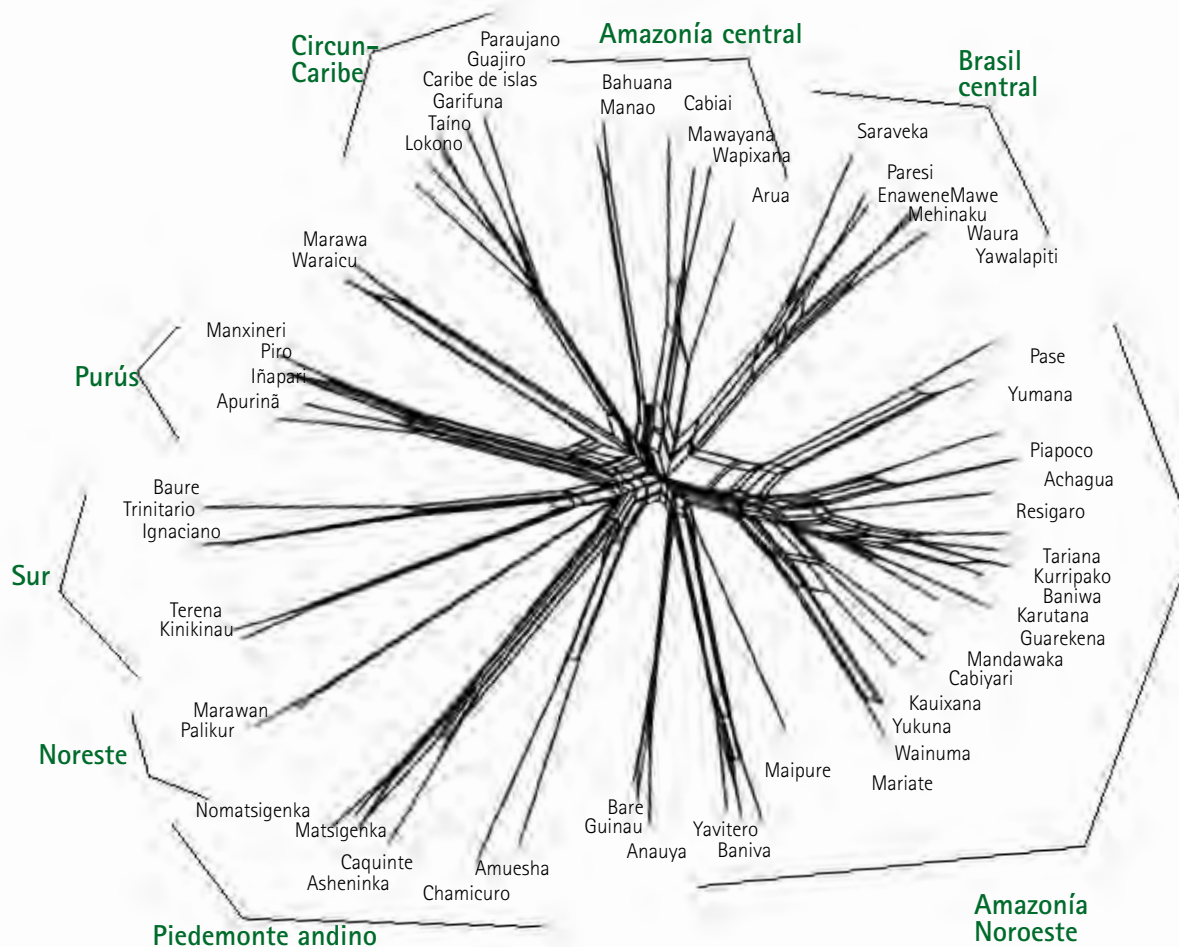 Circun-
Caribe
Paraujano
Guajiro
Caribe de islas
Garifuna
Taíno
Lokono
Amazonía central
Bahuana
Manao
Cabiai
Mawayana
Wapixana
Arua
Brasil
central
Saraveka
Paresi
EnaweneMawe
Mehinaku
Waura
Yawalapiti
Marawa
Waraicu
Purús
Manxineri
Piro
Iñapari
Apurinã
Sur
Baure
Trinitario
Ignaciano
Terena
Kinikinau
Noreste
Marawan
Palikur
Piedemonte andino
Nomatsigenka
Matsigenka
Caquinte
Asheninka
Chamicuro
Amuesha
Bare
Guinau
Anauya
Yavitero
Baniva
Maipure
Pase
Yumana
Piapoco
Achagua
Resigaro
Tariana
Kurripako
Baniwa
Karutana
Guarekena
Mandawaka
Cabiyari
Kauixana
Yukuna
Wainuma
Mariate
Amazonía
Noroeste